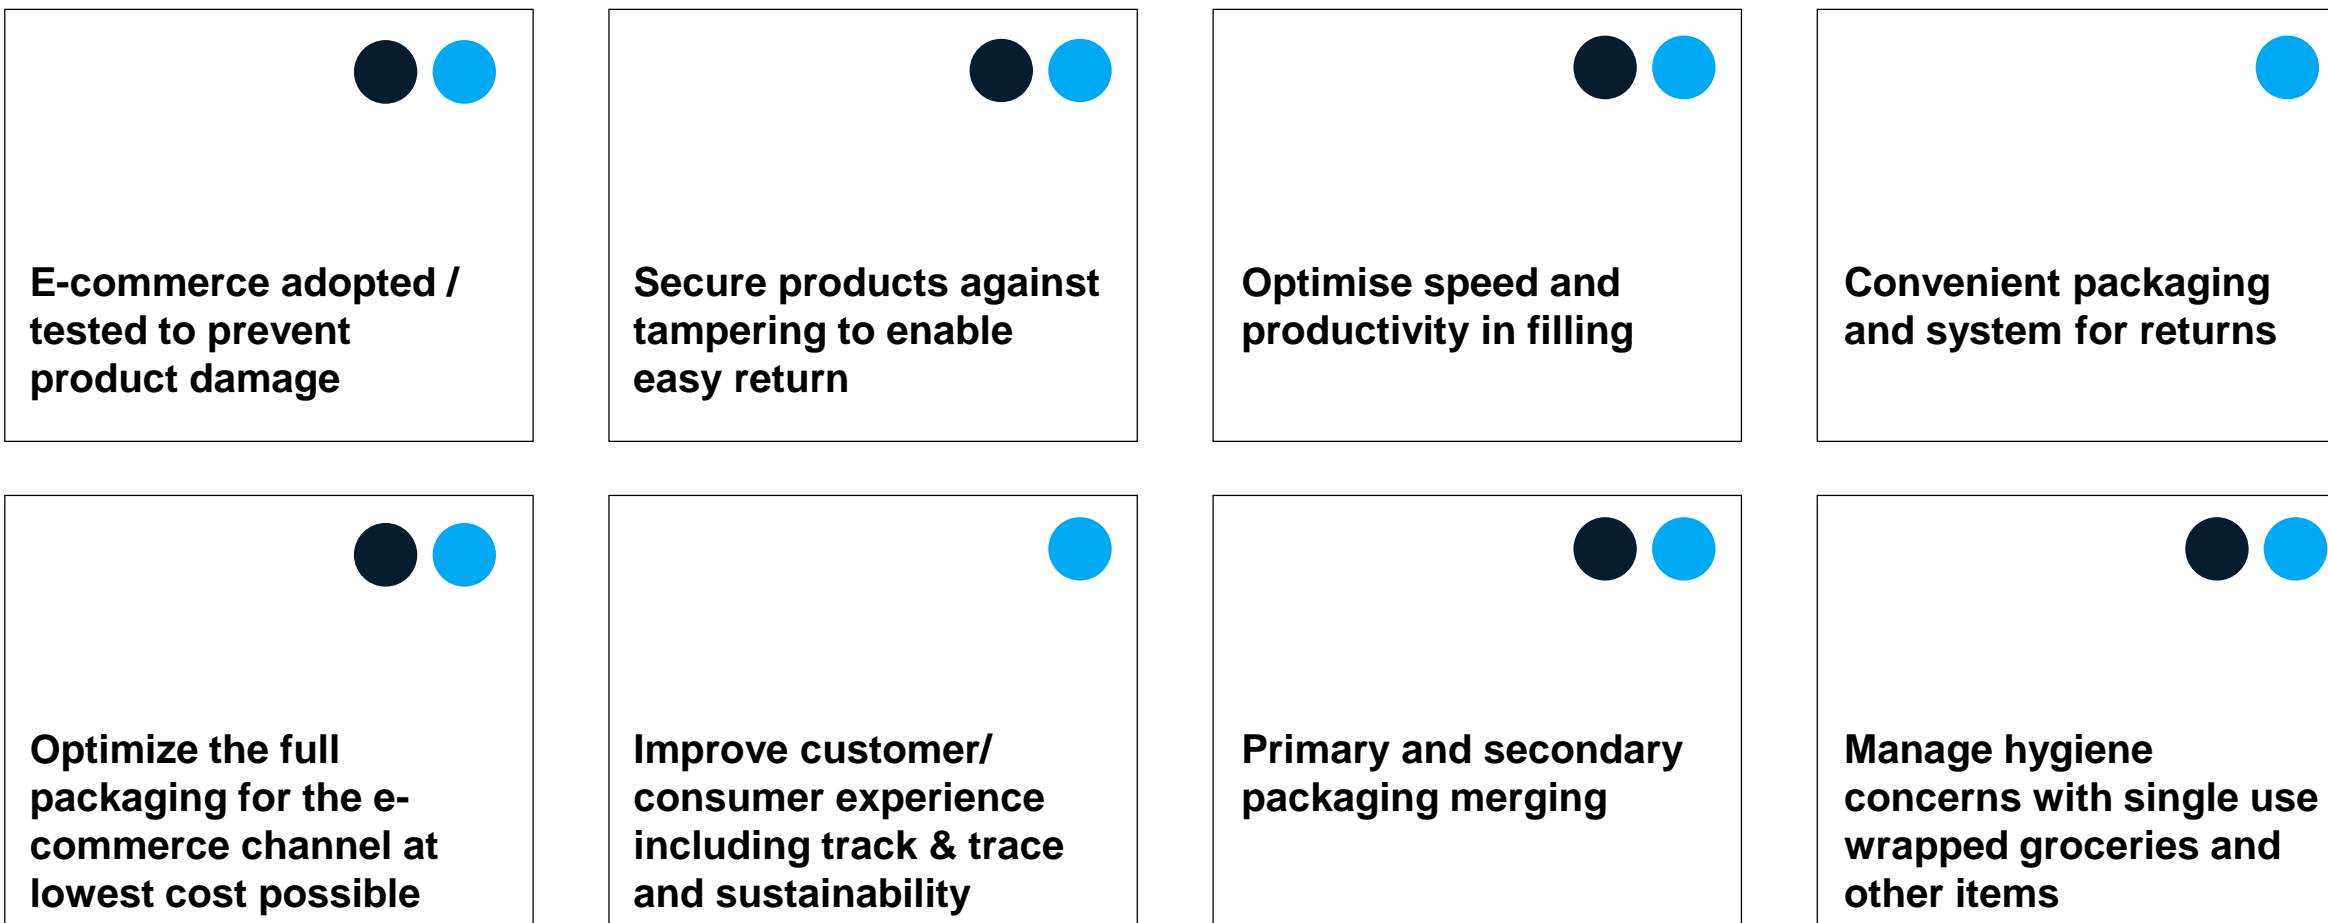 E-commerce adopted /
tested to prevent
product damage
Secure products against
tampering to enable
easy return
Optimise speed and
productivity in filling
Convenient packaging
and system for returns
Optimize the full
packaging for the e-
commerce channel at
lowest cost possible
Improve customer/
consumer experience
including track & trace
and sustainability
Primary and secondary
packaging merging
Manage hygiene
concerns with single use
wrapped groceries and
other items